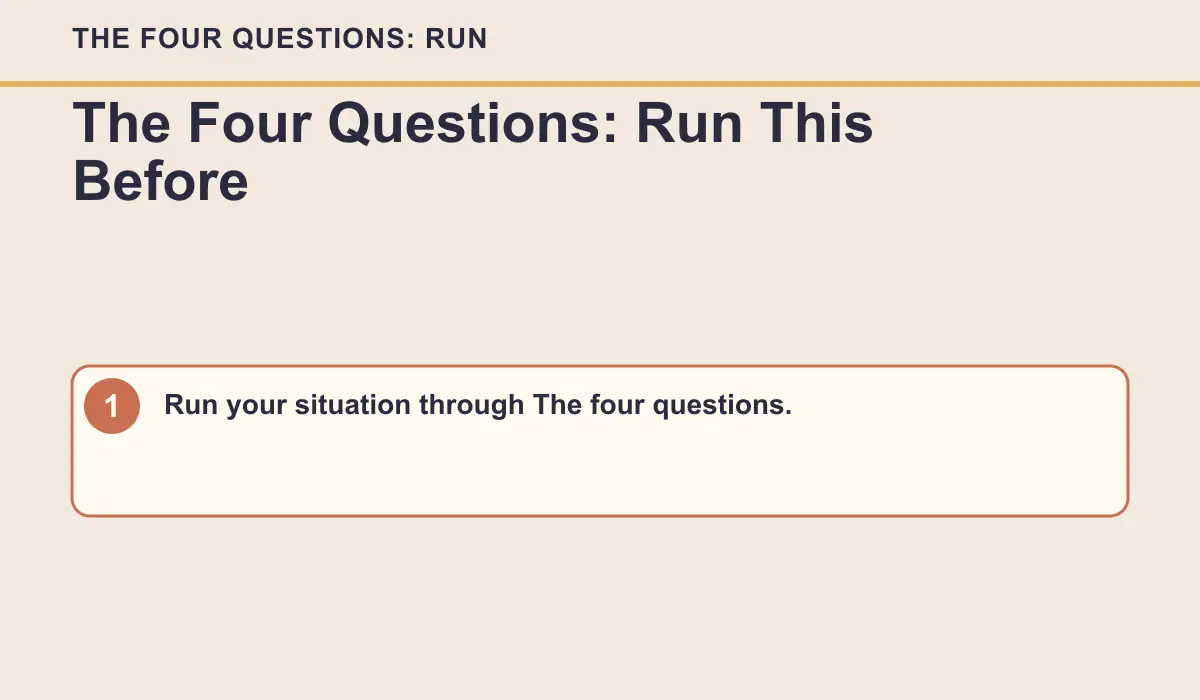 THE FOUR QUESTIONS: RUN
The Four Questions: Run This
Before
1
Run your situation through The four questions.